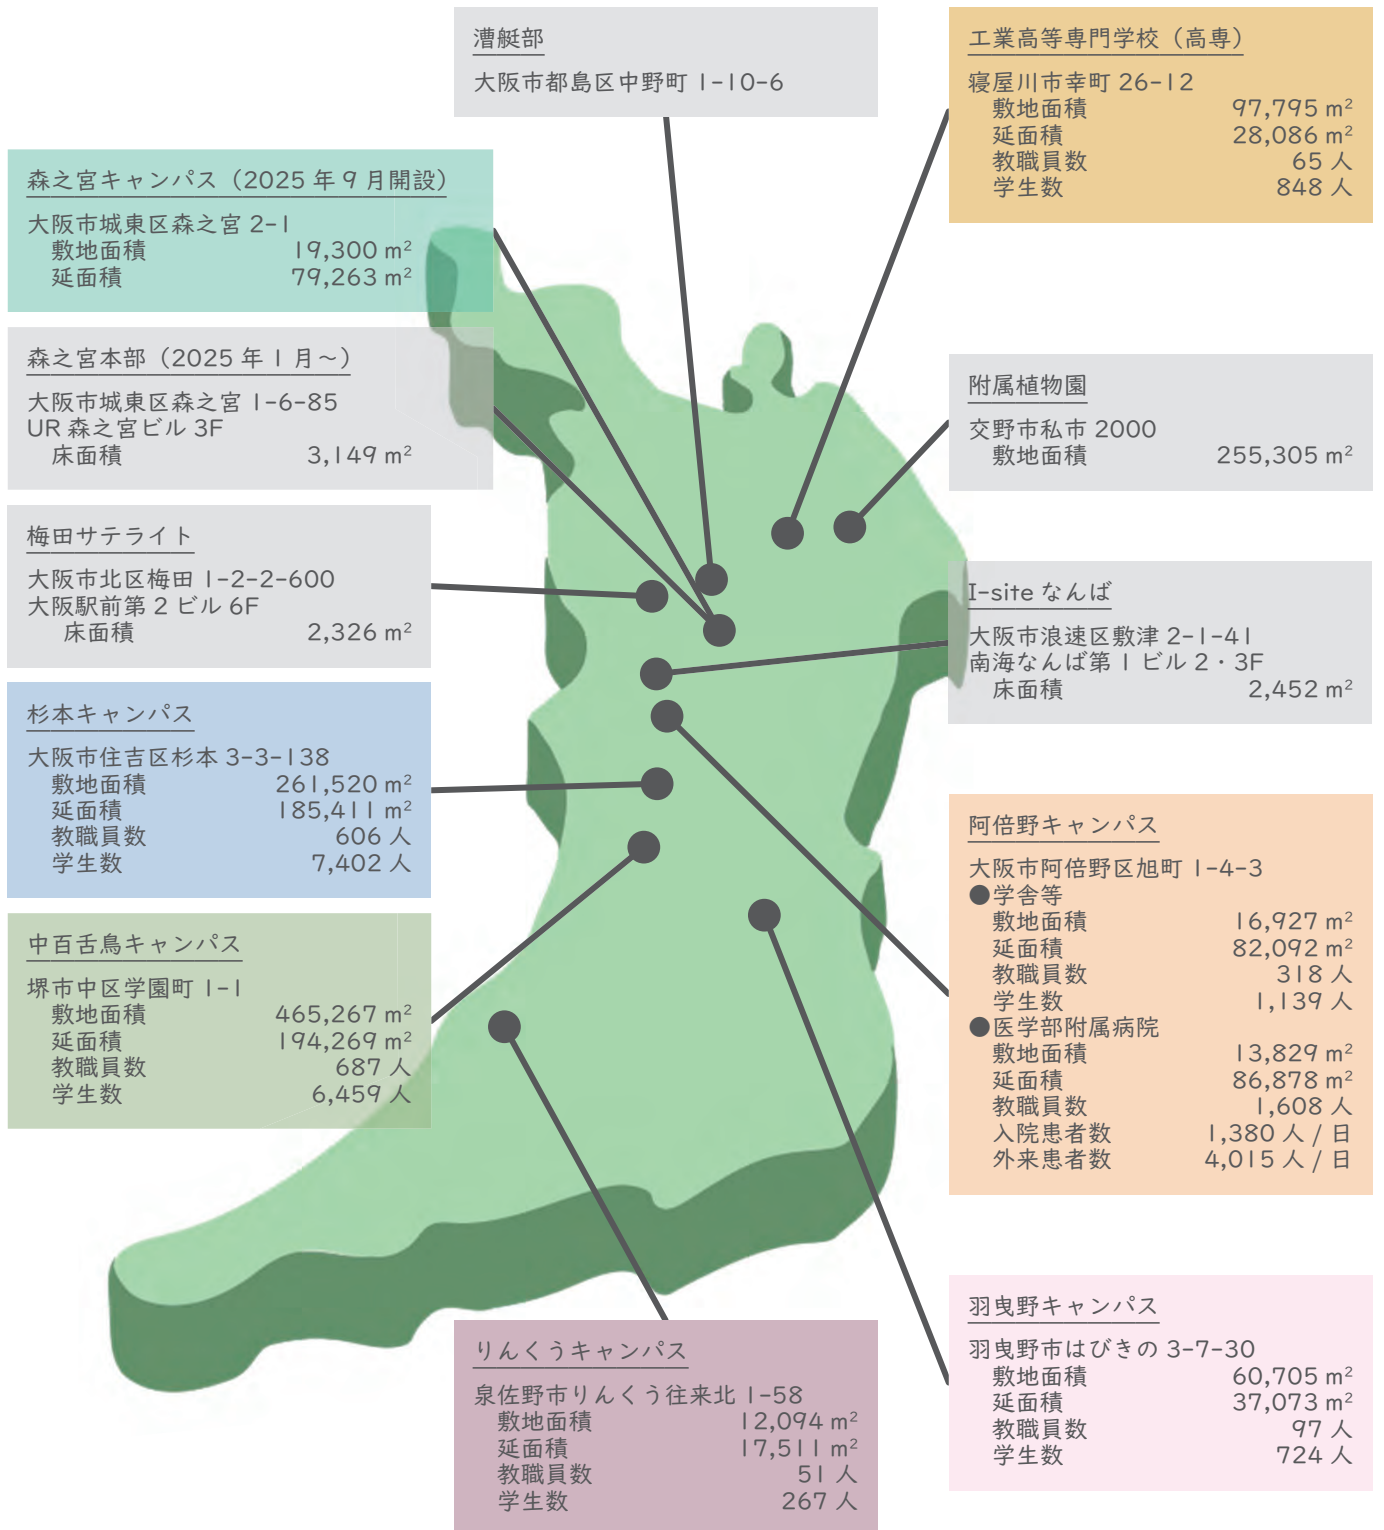 漕艇部
大阪市都島区中野町 1-10-6
工業高等専門学校（高専）
寝屋川市幸町 26-12
敷地面積 97,795 m²
延面積 28,086 m²
教職員数 65 人
学生数 848 人
森之宮キャンパス（2025 年 9 月開設）
大阪市城東区森之宮 2-1
敷地面積 19,300 m²
延面積 79,263 m²
森之宮本部（2025 年 1 月～）
大阪市城東区森之宮 1-6-85
UR 森之宮ビル 3F
床面積 3,149 m²
附属植物園
交野市私市 2000
敷地面積 255,305 m²
梅田サテライト
大阪市北区梅田 1-2-2-600
大阪駅前第 2 ビル 6F
床面積 2,326 m²
I-site なんば
大阪市浪速区敷津 2-1-41
南海なんば第 1 ビル 2・3F
床面積 2,452 m²
杉本キャンパス
大阪市住吉区杉本 3-3-138
敷地面積 261,520 m²
延面積 185,411 m²
教職員数 606 人
学生数 7,402 人
阿倍野キャンパス
大阪市阿倍野区旭町 1-4-3
●学舎等
敷地面積 16,927 m²
延面積 82,092 m²
教職員数 318 人
学生数 1,139 人
●医学部附属病院
敷地面積 13,829 m²
延面積 86,878 m²
教職員数 1,608 人
入院患者数 1,380 人 / 日
外来患者数 4,015 人 / 日
中百舌鳥キャンパス
堺市中区学園町 1-1
敷地面積 465,267 m²
延面積 194,269 m²
教職員数 687 人
学生数 6,459 人
羽曳野キャンパス
羽曳野市はびきの 3-7-30
敷地面積 60,705 m²
延面積 37,073 m²
教職員数 97 人
学生数 724 人
りんくうキャンパス
泉佐野市りんくう往来北 1-58
敷地面積 12,094 m²
延面積 17,511 m²
教職員数 51 人
学生数 267 人